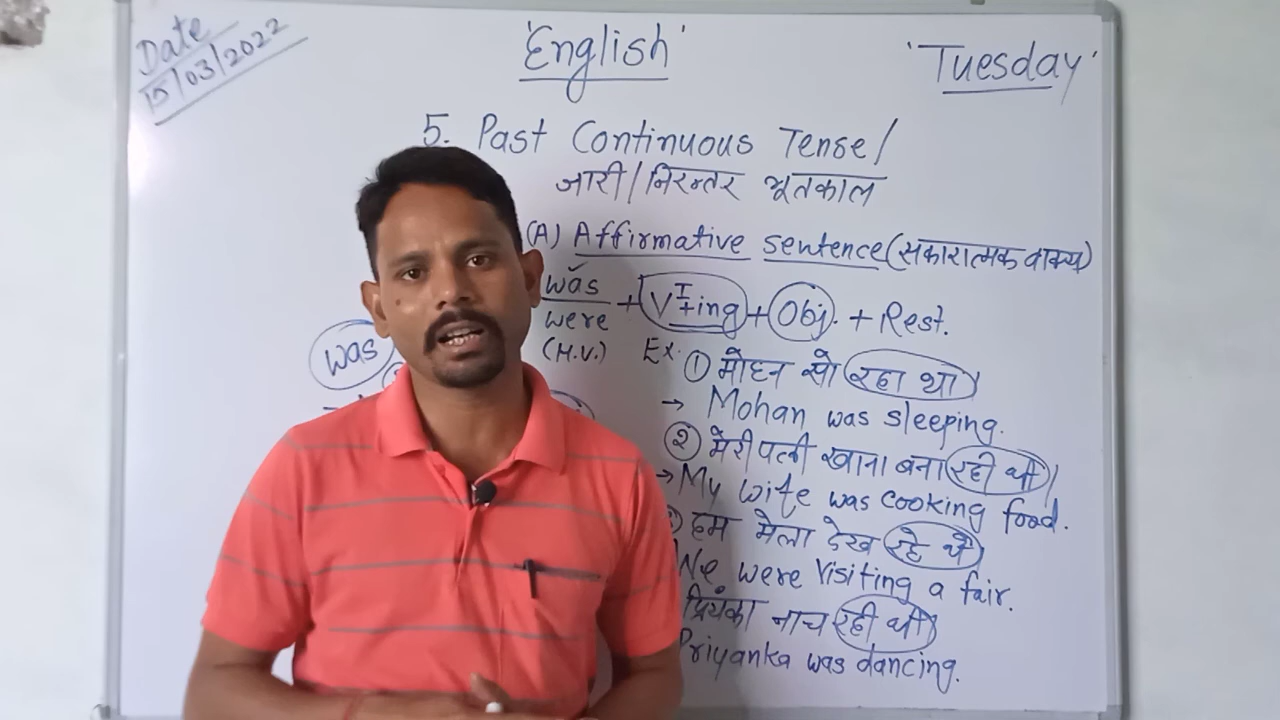 Date
15/03/2022
'English'
'Tuesday'
5. Past Continuous Tense/
जारी/निरन्तर भूतकाल
(A) Affirmative sentence (सकारात्मक वाक्य)
was
were
(H.V.)
+ V I +ing + Obj. + Rest.
was
Ex. ① मोहन सो रहा था।
→ Mohan was sleeping.
② मेरी पत्नी खाना बना रही थी।
→ My wife was cooking food.
हम मेला देख रहे थे।
We were Visiting a fair.
प्रियंका नाच रही थी।
Priyanka was dancing.